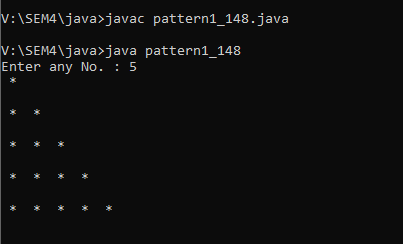 V:\SEM4\java>javac pattern1_148.java
V:\SEM4\java>java pattern1_148
Enter any No. : 5
 *
 *  *
 *  *  *
 *  *  *  *
 *  *  *  *  *